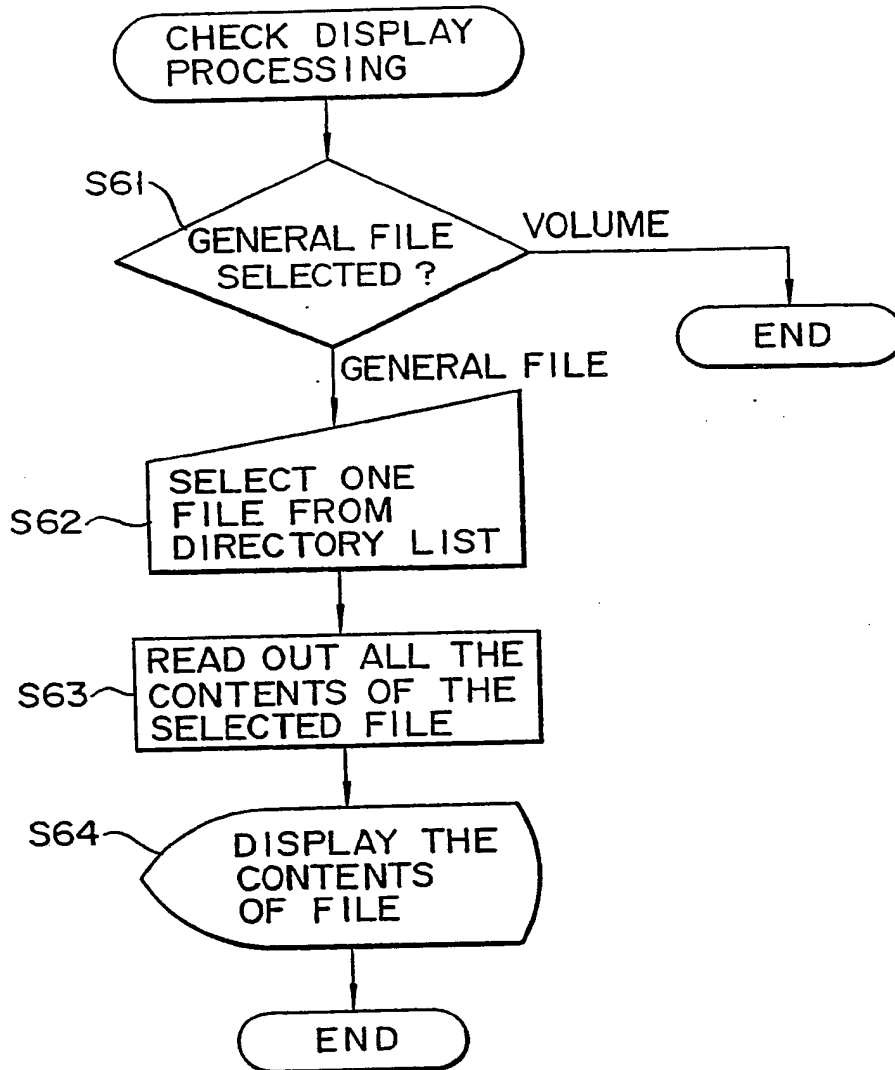 CHECK DISPLAY
PROCESSING
S61
GENERAL FILE
SELECTED ?
VOLUME
END
GENERAL FILE
S62
SELECT ONE
FILE FROM
DIRECTORY LIST
S63
READ OUT ALL THE
CONTENTS OF THE
SELECTED FILE
S64
DISPLAY THE
CONTENTS
OF FILE
END